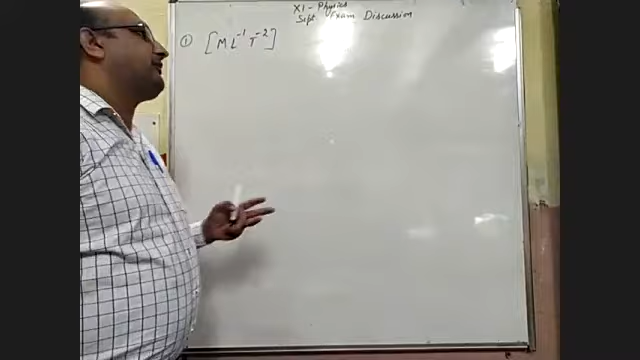 XI - Physics
Sept. Exam Discussion
① [M L⁻¹ T⁻²]